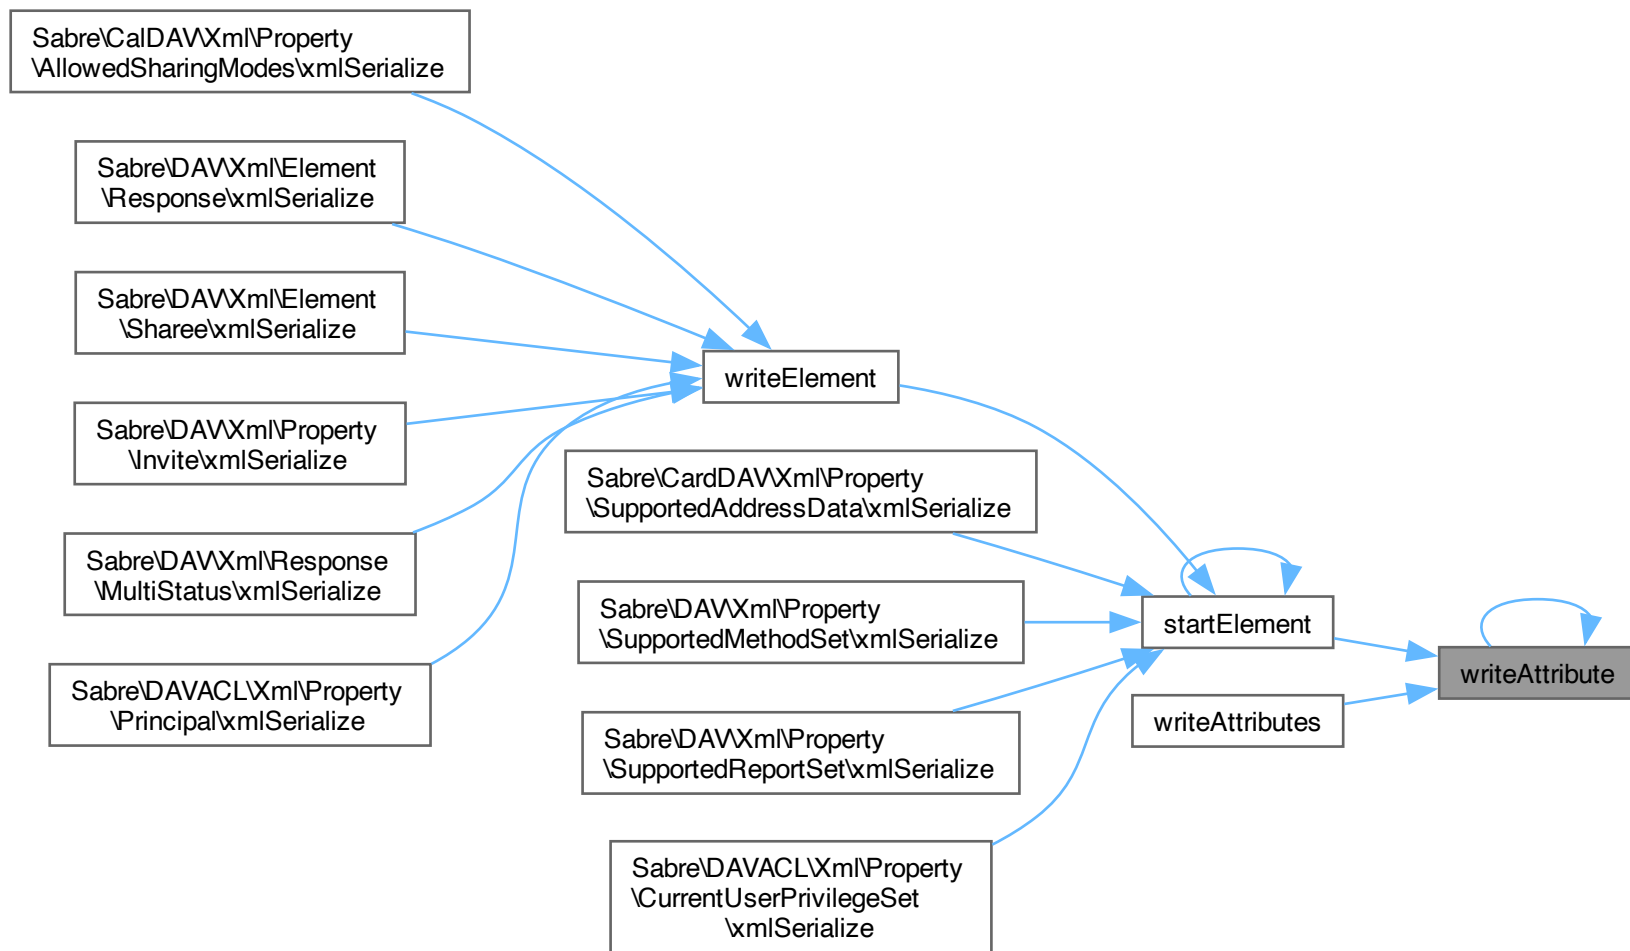 Sabre\CalDAV\Xml\Property
\AllowedSharingModes\xmlSerialize
Sabre\DAV\Xml\Element
\Response\xmlSerialize
Sabre\DAV\Xml\Element
\Sharee\xmlSerialize
Sabre\DAV\Xml\Property
\Invite\xmlSerialize
Sabre\DAV\Xml\Response
\MultiStatus\xmlSerialize
Sabre\DAVACL\Xml\Property
\Principal\xmlSerialize
writeElement
Sabre\CardDAV\Xml\Property
\SupportedAddressData\xmlSerialize
Sabre\DAV\Xml\Property
\SupportedMethodSet\xmlSerialize
Sabre\DAV\Xml\Property
\SupportedReportSet\xmlSerialize
Sabre\DAVACL\Xml\Property
\CurrentUserPrivilegeSet
\xmlSerialize
startElement
writeAttributes
writeAttribute